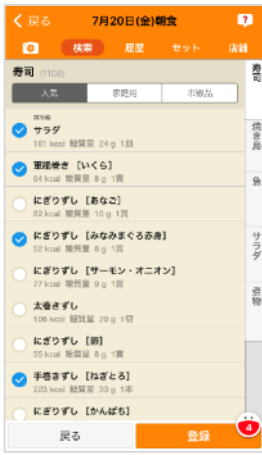 戻る
7月20日(金)朝食
?
検索
履歴
セット
店舗
寿司 (110品)
人気
家庭用
市販品
サラダ
161 kcal 糖質量 24 g 1皿
軍艦巻き [いくら]
64 kcal 糖質量 8 g 1貫
にぎりずし [あなご]
82 kcal 糖質量 10 g 1貫
にぎりずし [みなみまぐろ赤身]
52 kcal 糖質量 8 g 1貫
にぎりずし [サーモン・オニオン]
77 kcal 糖質量 9 g 1貫
太巻きずし
106 kcal 糖質量 20 g 1切
にぎりずし [卵]
55 kcal 糖質量 8 g 1貫
手巻きずし [ねぎとろ]
223 kcal 糖質量 33 g 1本
にぎりずし [かんぱち]
寿司
焼き鳥
魚
サラダ
煮物
戻る
登録
4